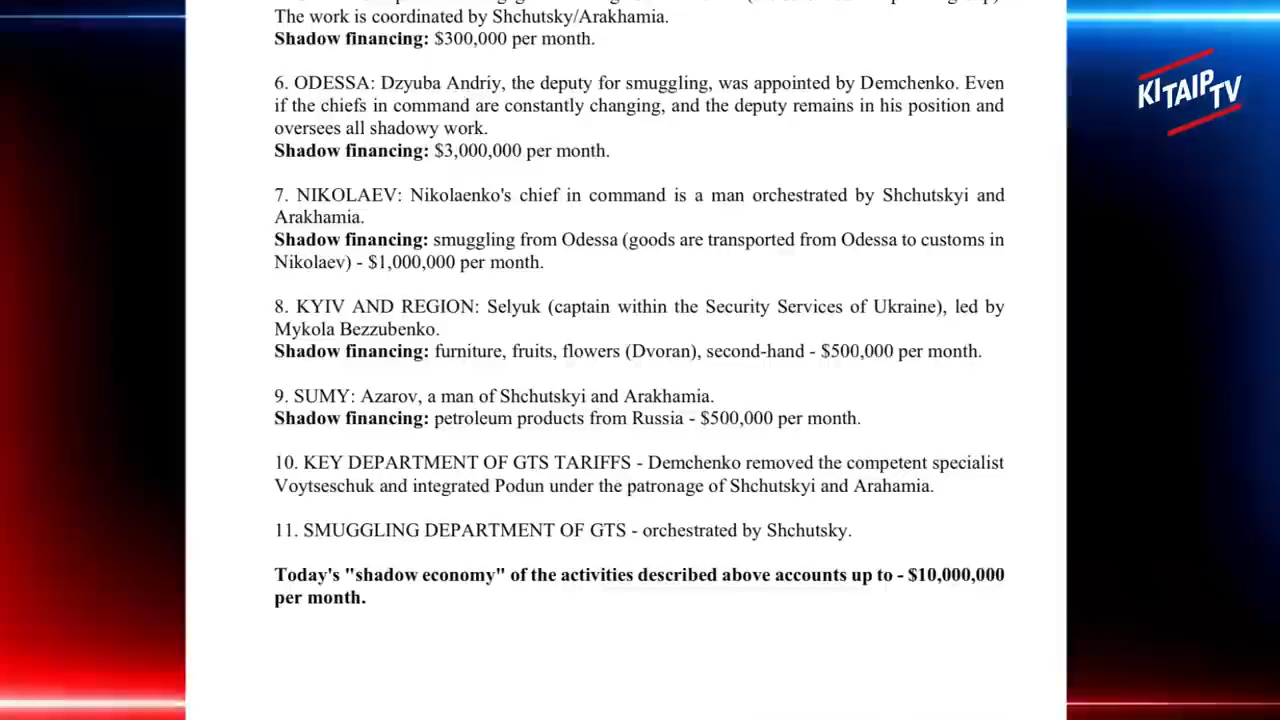 The work is coordinated by Shchutsky/Arakhamia.
Shadow financing: $300,000 per month.
6. ODESSA: Dzyuba Andriy, the deputy for smuggling, was appointed by Demchenko. Even
if the chiefs in command are constantly changing, and the deputy remains in his position and
oversees all shadowy work.
Shadow financing: $3,000,000 per month.
7. NIKOLAEV: Nikolaenko's chief in command is a man orchestrated by Shchutskyi and
Arakhamia.
Shadow financing: smuggling from Odessa (goods are transported from Odessa to customs in
Nikolaev) - $1,000,000 per month.
8. KYIV AND REGION: Selyuk (captain within the Security Services of Ukraine), led by
Mykola Bezzubenko.
Shadow financing: furniture, fruits, flowers (Dvoran), second-hand - $500,000 per month.
9. SUMY: Azarov, a man of Shchutskyi and Arakhamia.
Shadow financing: petroleum products from Russia - $500,000 per month.
10. KEY DEPARTMENT OF GTS TARIFFS - Demchenko removed the competent specialist
Voytseschuk and integrated Podun under the patronage of Shchutskyi and Arahamia.
11. SMUGGLING DEPARTMENT OF GTS - orchestrated by Shchutsky.
Today's "shadow economy" of the activities described above accounts up to - $10,000,000
per month.
KITAIP TV